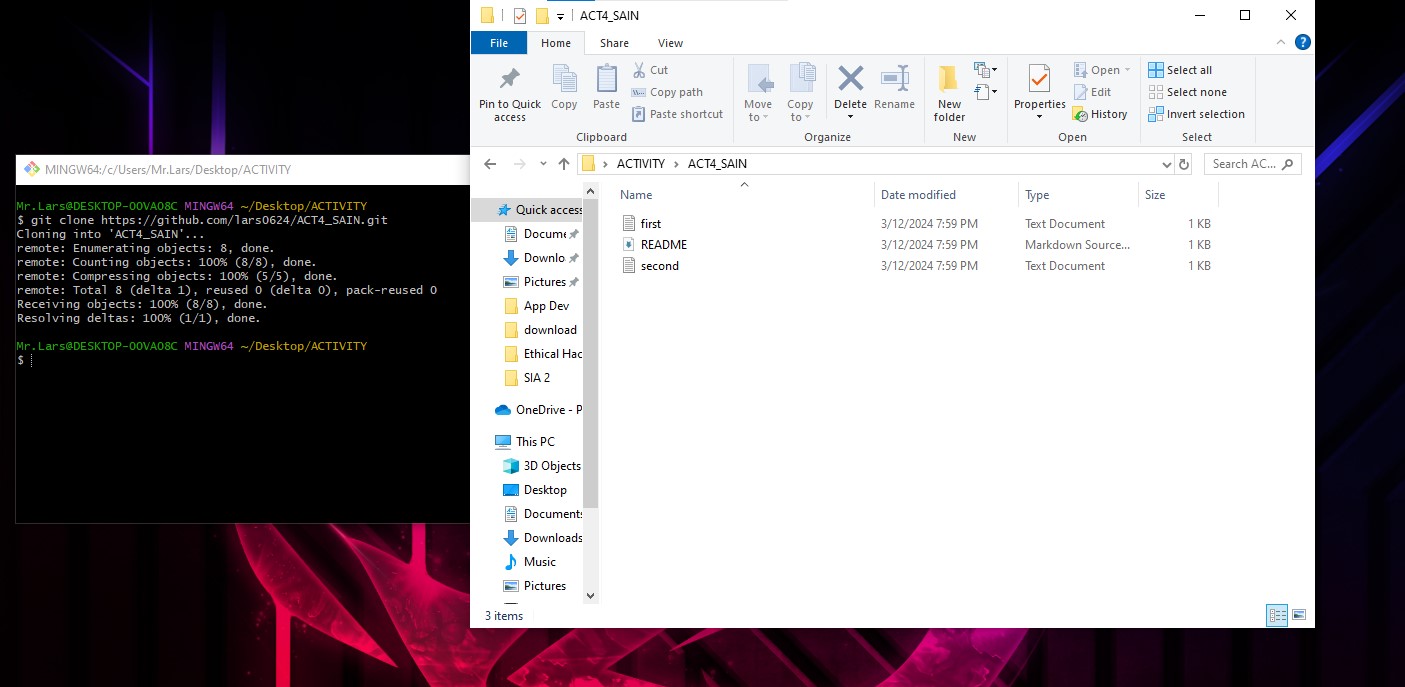 MINGW64:/c/Users/Mr.Lars/Desktop/ACTIVITY
Mr.Lars@DESKTOP-OOVAO8C MINGW64 ~/Desktop/ACTIVITY
$ git clone https://github.com/lars0624/ACT4_SAIN.git
Cloning into 'ACT4_SAIN'...
remote: Enumerating objects: 8, done.
remote: Counting objects: 100% (8/8), done.
remote: Compressing objects: 100% (5/5), done.
remote: Total 8 (delta 1), reused 0 (delta 0), pack-reused 0
Receiving objects: 100% (8/8), done.
Resolving deltas: 100% (1/1), done.
Mr.Lars@DESKTOP-OOVAO8C MINGW64 ~/Desktop/ACTIVITY
$
ACT4_SAIN
File Home Share View
Pin to Quick access
Copy
Paste
Cut
Copy path
Paste shortcut
Clipboard
Move to
Copy to
Delete
Rename
Organize
New folder
New
Properties
Open
Edit
History
Open
Select all
Select none
Invert selection
Select
ACTIVITY > ACT4_SAIN
Search AC...
Quick access
Docume
Downlo
Pictures
App Dev
download
Ethical Hac
SIA 2
OneDrive - P
This PC
3D Objects
Desktop
Documents
Downloads
Music
Pictures
Name Date modified Type Size
first 3/12/2024 7:59 PM Text Document 1 KB
README 3/12/2024 7:59 PM Markdown Source... 1 KB
second 3/12/2024 7:59 PM Text Document 1 KB
3 items